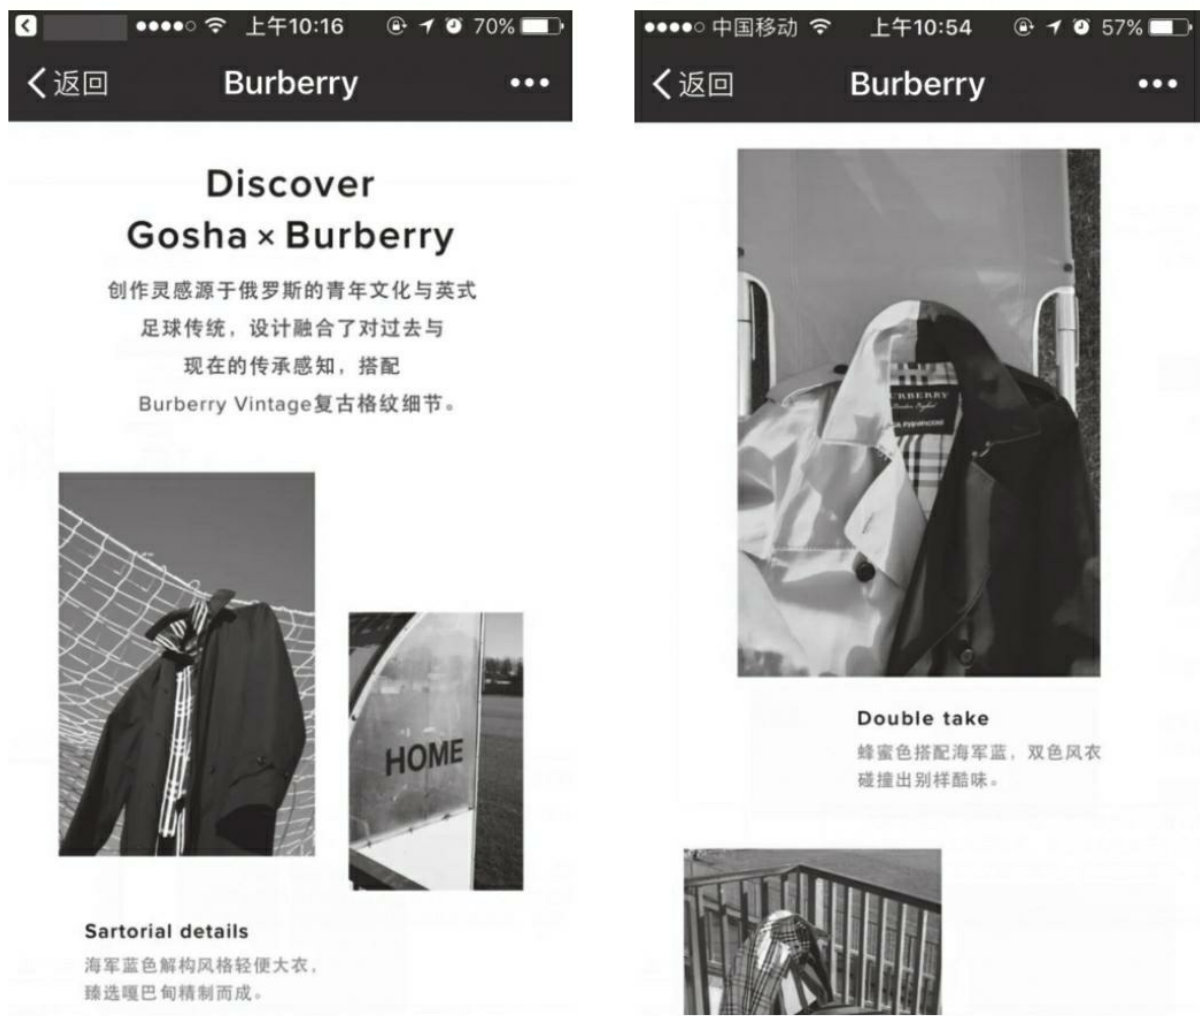 上午10:16
70%
返回
Burberry
Discover
Gosha × Burberry
创作灵感源于俄罗斯的青年文化与英式
足球传统，设计融合了对过去与
现在的传承感知，搭配
Burberry Vintage复古格纹细节。
HOME
Sartorial details
海军蓝色解构风格轻便大衣，
臻选嘎巴甸精制而成。
中国移动
上午10:54
57%
返回
Burberry
Double take
蜂蜜色搭配海军蓝，双色风衣
碰撞出别样酷味。